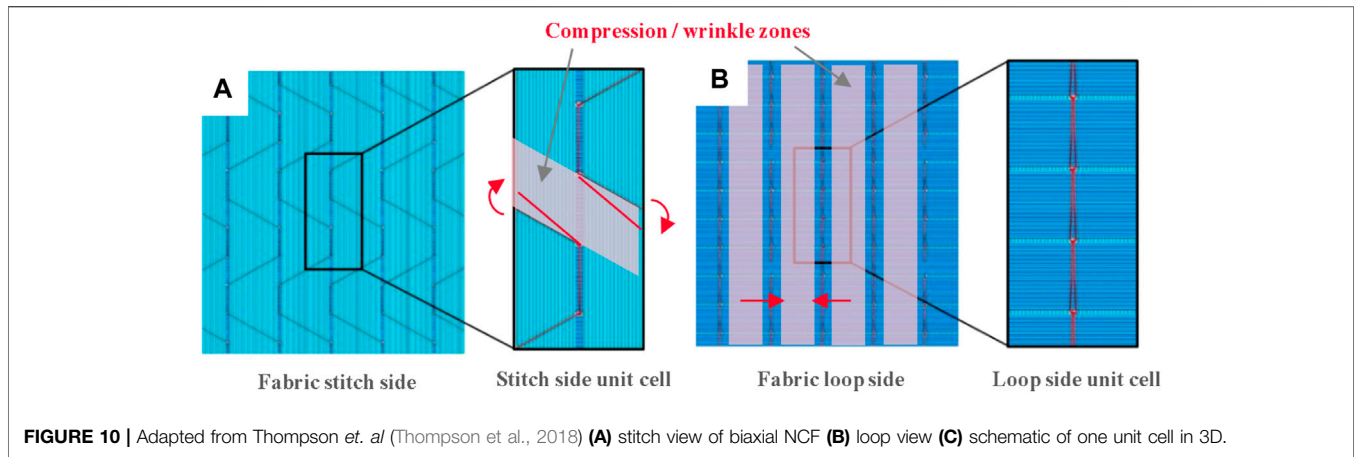 Compression / wrinkle zones
A
B
Fabric stitch side
Stitch side unit cell
Fabric loop side
Loop side unit cell
FIGURE 10 | Adapted from Thompson et. al (Thompson et al., 2018) (A) stitch view of biaxial NCF (B) loop view (C) schematic of one unit cell in 3D.